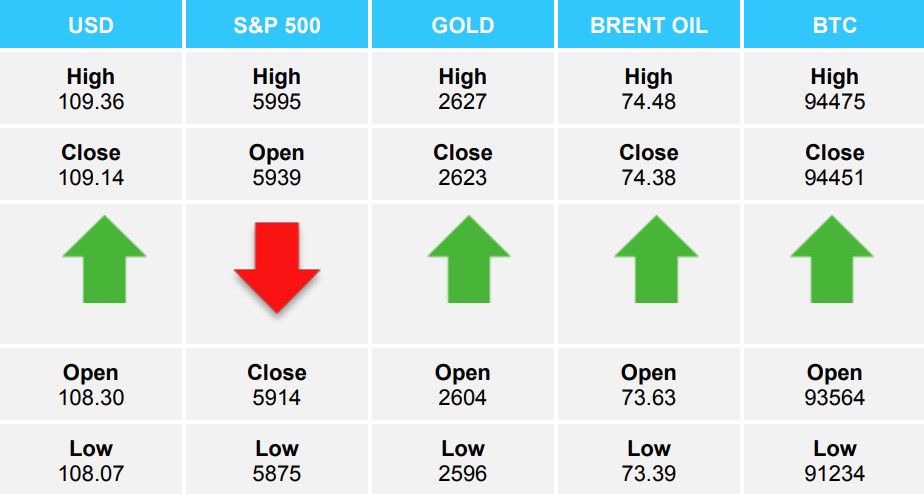 USD S&P 500 GOLD BRENT OIL BTC
High High High High High
109.36 5995 2627 74.48 94475
Close Open Close Close Close
109.14 5939 2623 74.38 94451
Open Close Open Open Open
108.30 5914 2604 73.63 93564
Low Low Low Low Low
108.07 5875 2596 73.39 91234